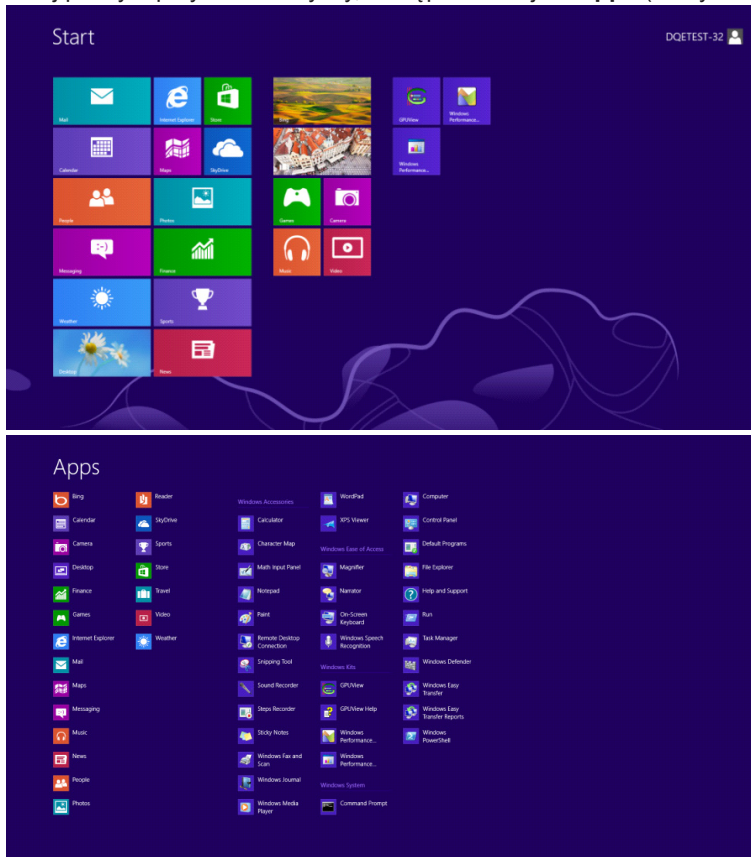 Start
DQETEST-32
Mail
Internet Explorer
Store
Bing
GPUView
Windows
Performance...
Calendar
Maps
SkyDrive
Windows
Performance...
People
Photos
Games
Camera
Messaging
Finance
Music
Video
Weather
Sports
Desktop
News
Apps
Bing
Calendar
Camera
Desktop
Finance
Games
Internet Explorer
Mail
Maps
Messaging
Music
News
People
Photos
Reader
SkyDrive
Sports
Store
Travel
Video
Weather
Windows Accessories
Calculator
Character Map
Math Input Panel
Notepad
Paint
Remote Desktop
Connection
Snipping Tool
Sound Recorder
Steps Recorder
Sticky Notes
Windows Fax and
Scan
Windows Journal
Windows Media
Player
WordPad
XPS Viewer
Windows Ease of Access
Magnifier
Narrator
On-Screen
Keyboard
Windows Speech
Recognition
Windows Kits
GPUView
GPUView Help
Windows
Performance...
Windows
Performance...
Windows System
Command Prompt
Computer
Control Panel
Default Programs
File Explorer
Help and Support
Run
Task Manager
Windows Defender
Windows Easy
Transfer
Windows Easy
Transfer Reports
Windows
PowerShell